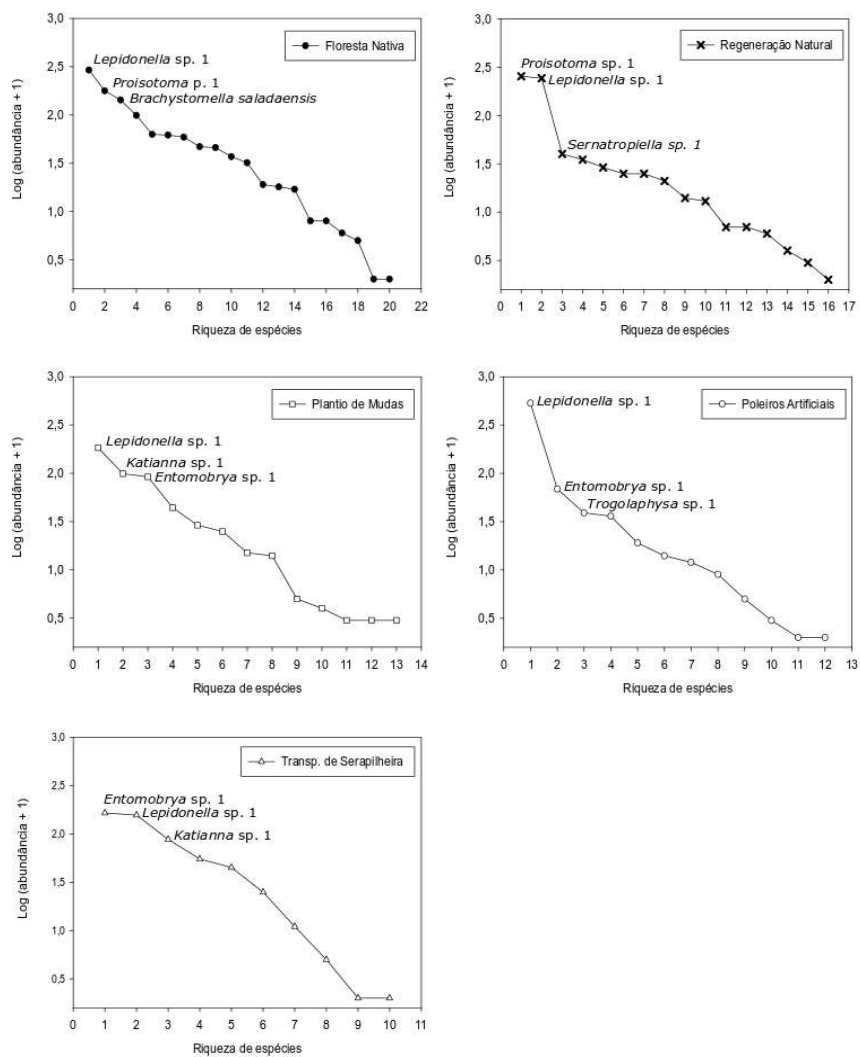 3,0
2,5
2,0
1,5
1,0
0,5
Log (abundância + 1)
Floresta Nativa
Lepidonella sp. 1
Proisotoma p. 1
Brachystomella saladaensis
0 2 4 6 8 10 12 14 16 18 20 22
Riqueza de espécies
3,0
2,5
2,0
1,5
1,0
0,5
Log (abundância + 1)
Regeneração Natural
Proisotoma sp. 1
Lepidonella sp. 1
Sernatropiella sp. 1
0 1 2 3 4 5 6 7 8 9 10 11 12 13 14 15 16 17
Riqueza de espécies
3,0
2,5
2,0
1,5
1,0
0,5
Log (abundância + 1)
Plantio de Mudas
Lepidonella sp. 1
Katianna sp. 1
Entomobrya sp. 1
0 1 2 3 4 5 6 7 8 9 10 11 12 13 14
Riqueza de espécies
3,0
2,5
2,0
1,5
1,0
0,5
Log (abundância + 1)
Poleiros Artificiais
Lepidonella sp. 1
Entomobrya sp. 1
Trogolaphysa sp. 1
0 1 2 3 4 5 6 7 8 9 10 11 12 13
Riqueza de espécies
3,0
2,5
2,0
1,5
1,0
0,5
Log (abundância + 1)
Transp. de Serapilheira
Entomobrya sp. 1
Lepidonella sp. 1
Katianna sp. 1
0 1 2 3 4 5 6 7 8 9 10 11
Riqueza de espécies